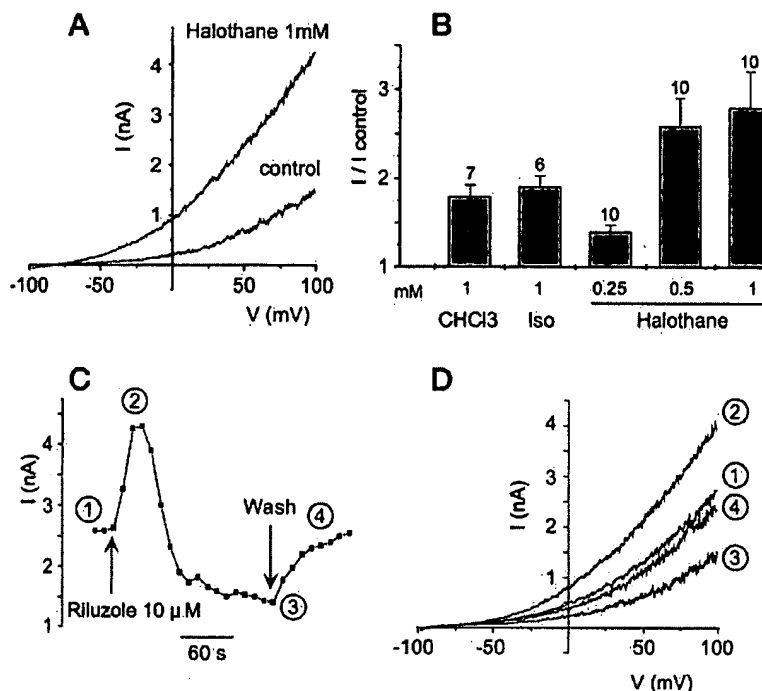 A
Halothane 1mM
I (nA)
4
3
2
1
control
-100 -50 50 100
V (mV)
B
I / I control
3
2
1
7 6 10 10 10
mM 1 1 0.25 0.5 1
CHCl3 Iso Halothane
C
I (nA)
4
3
2
1
1
2
Wash
4
Riluzole 10 µM
3
60 s
D
I (nA)
4
3
2
1
2
1
4
3
-100 -50 50 100
V (mV)